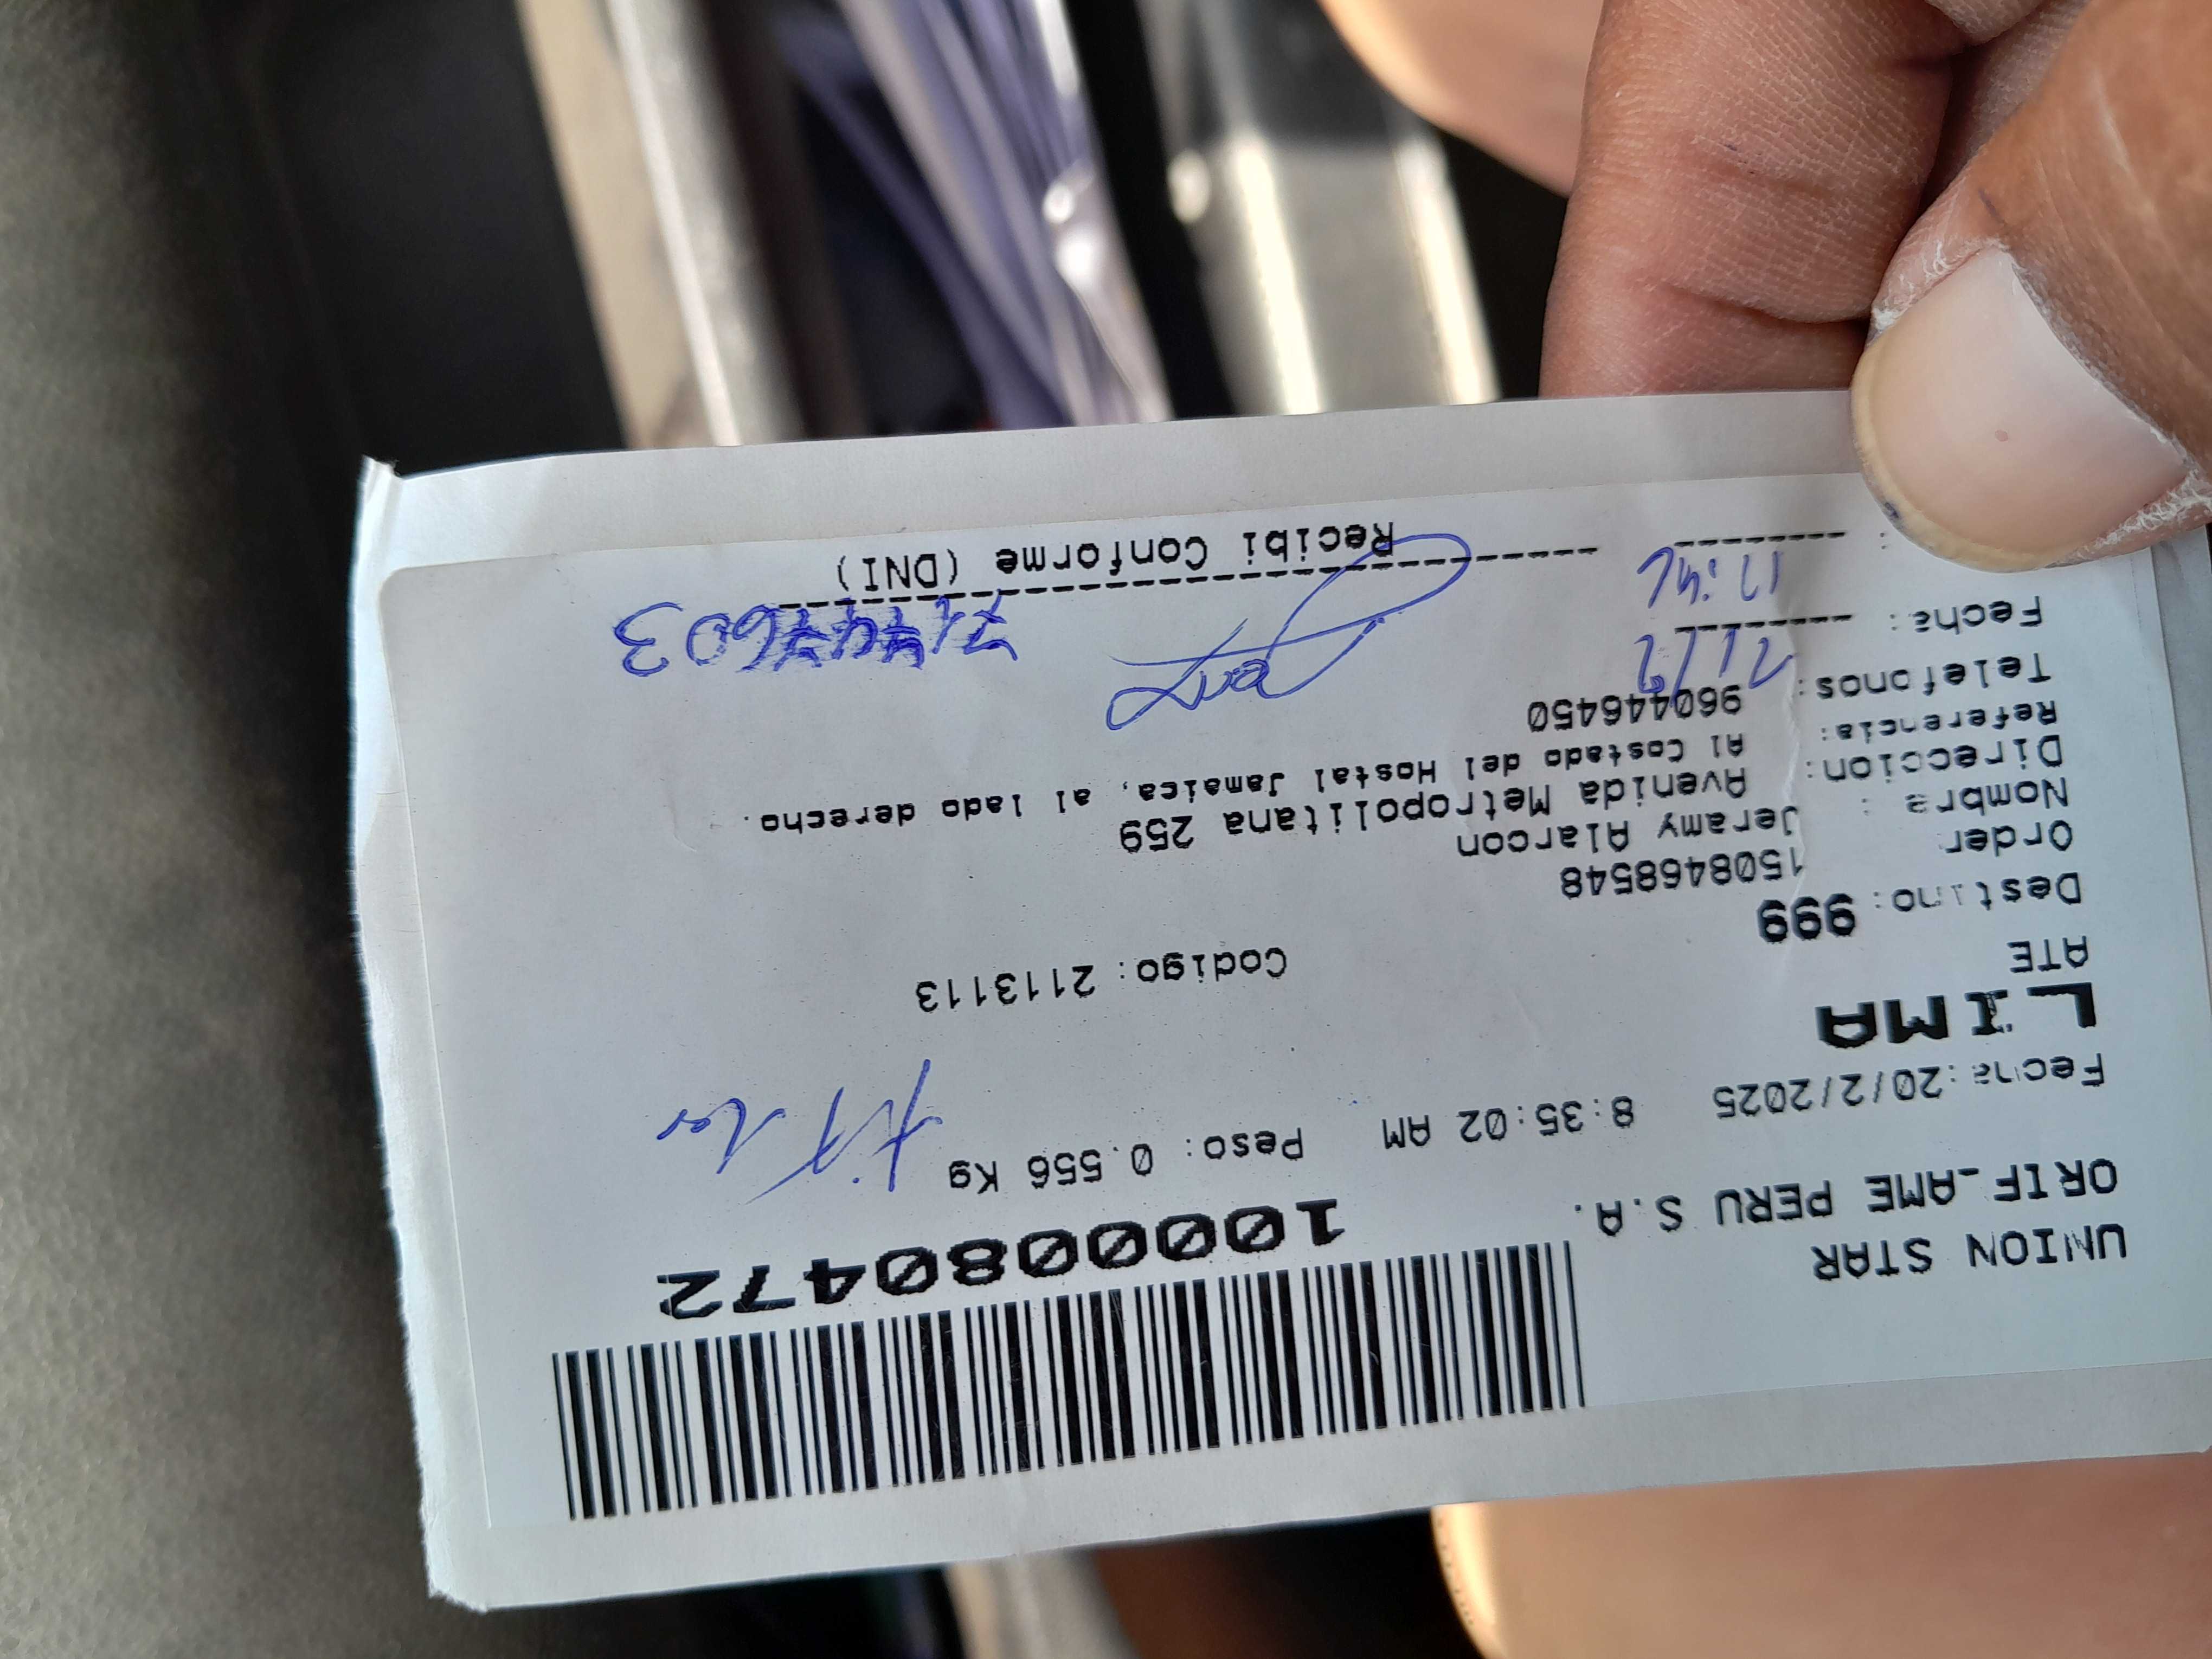 UNION STAR
ORIF_AME PERU S.A.
1000080472
Fecha: 20/2/2025 8:35:02 AM Peso: 0.556 Kg
LIMA
ATE
Codigo: 2113113
Destino: 999
Order 1508468548
Nombre : Jeramy Alarcon
Direccion: Avenida Metropolitana 259
Referencia: Al Costado del Hostal Jamaica, al lado derecho.
Telefonos: 960446450
Fecha:
Recibi Conforme (DNI)